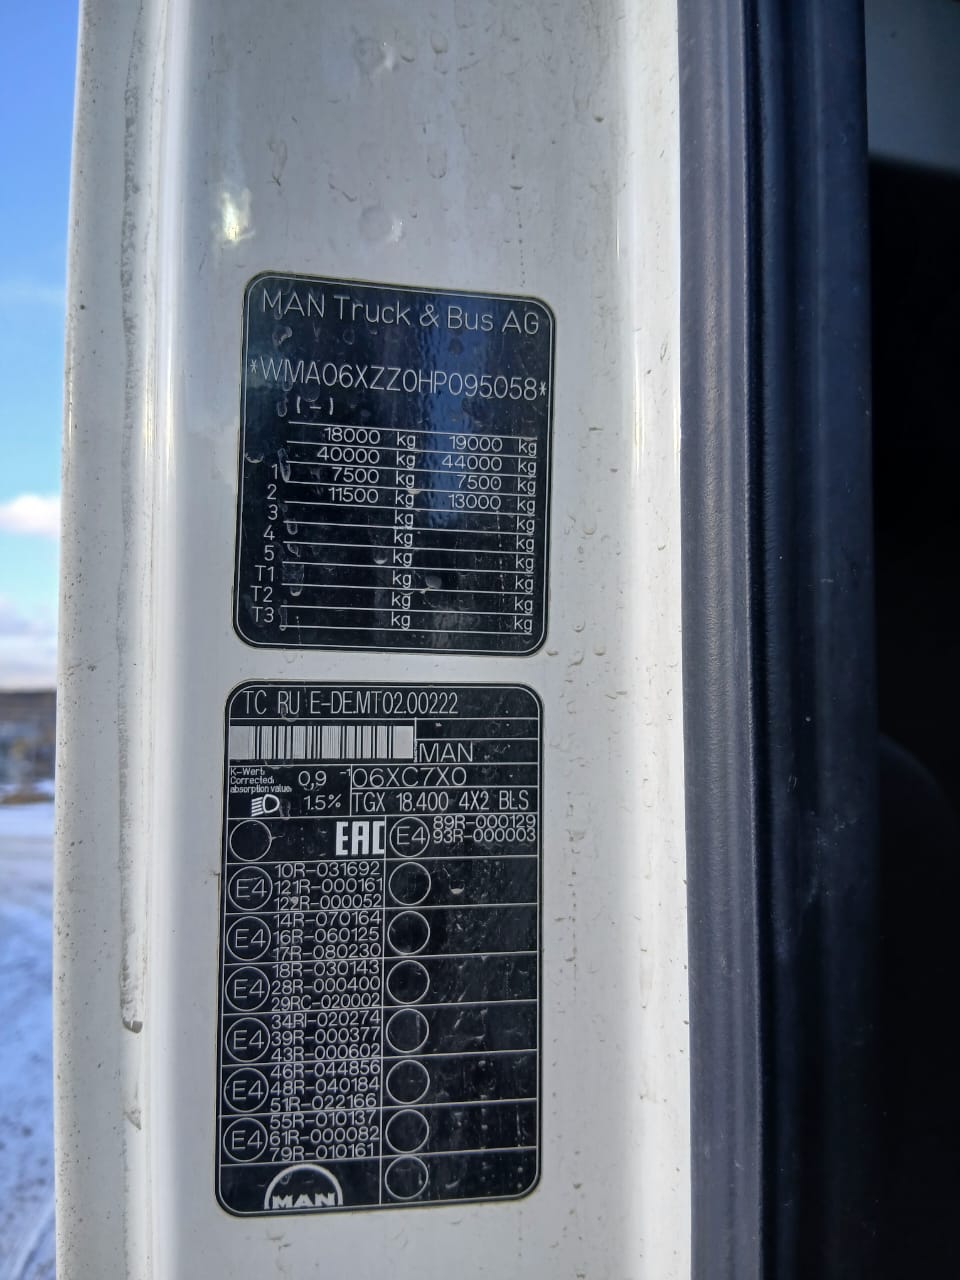 MAN Truck & Bus AG
*WMA06XZZ0HP095058*
(-)
18000 kg 19000 kg
40000 kg 44000 kg
1 7500 kg 7500 kg
2 11500 kg 13000 kg
3 kg kg
4 kg kg
5 kg kg
T1 kg kg
T2 kg kg
T3 kg kg
TC RU E-DE.MT02.00222
MAN
K-Wert:
Corrected
absorption value:
0,9
06XC7X0
1.5%
TGX 18.400 4X2 BLS
EAC
E4
89R-000129
93R-000003
E4
10R-031692
121R-000161
122R-000052
E4
14R-070164
16R-060125
17R-080230
E4
18R-030143
28R-000400
29RC-020002
E4
34RI-020274
39R-000377
43R-000602
E4
46R-044856
48R-040184
51R-022166
E4
55R-010137
61R-000082
79R-010161
MAN